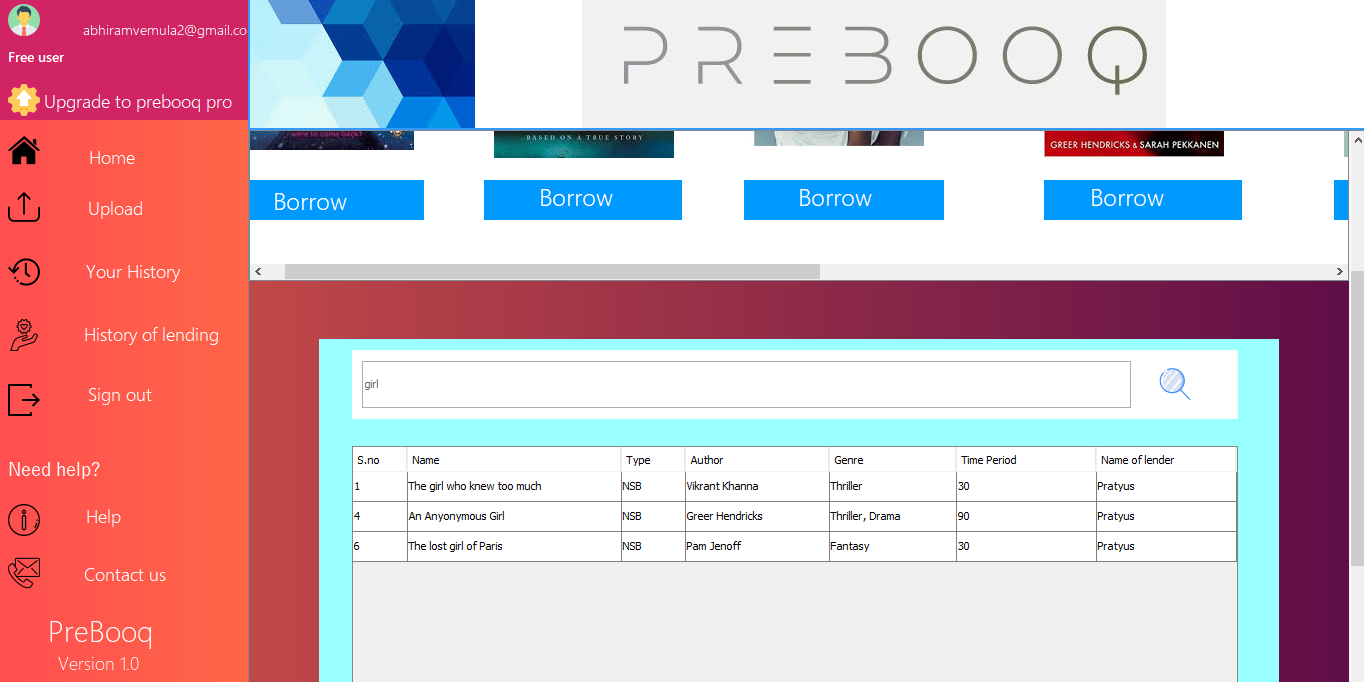 abhiramvemula2@gmail.co
Free user
Upgrade to prebooq pro
Home
Upload
Your History
History of lending
Sign out
Need help?
Help
Contact us
PreBooq
Version 1.0
PREBOOQ
were to come back?
BASED ON A TRUE STORY
GREER HENDRICKS & SARAH PEKKANEN
Borrow Borrow Borrow Borrow
girl
S.no Name Type Author Genre Time Period Name of lender
1 The girl who knew too much NSB Vikrant Khanna Thriller 30 Pratyus
4 An Anyonymous Girl NSB Greer Hendricks Thriller, Drama 90 Pratyus
6 The lost girl of Paris NSB Pam Jenoff Fantasy 30 Pratyus